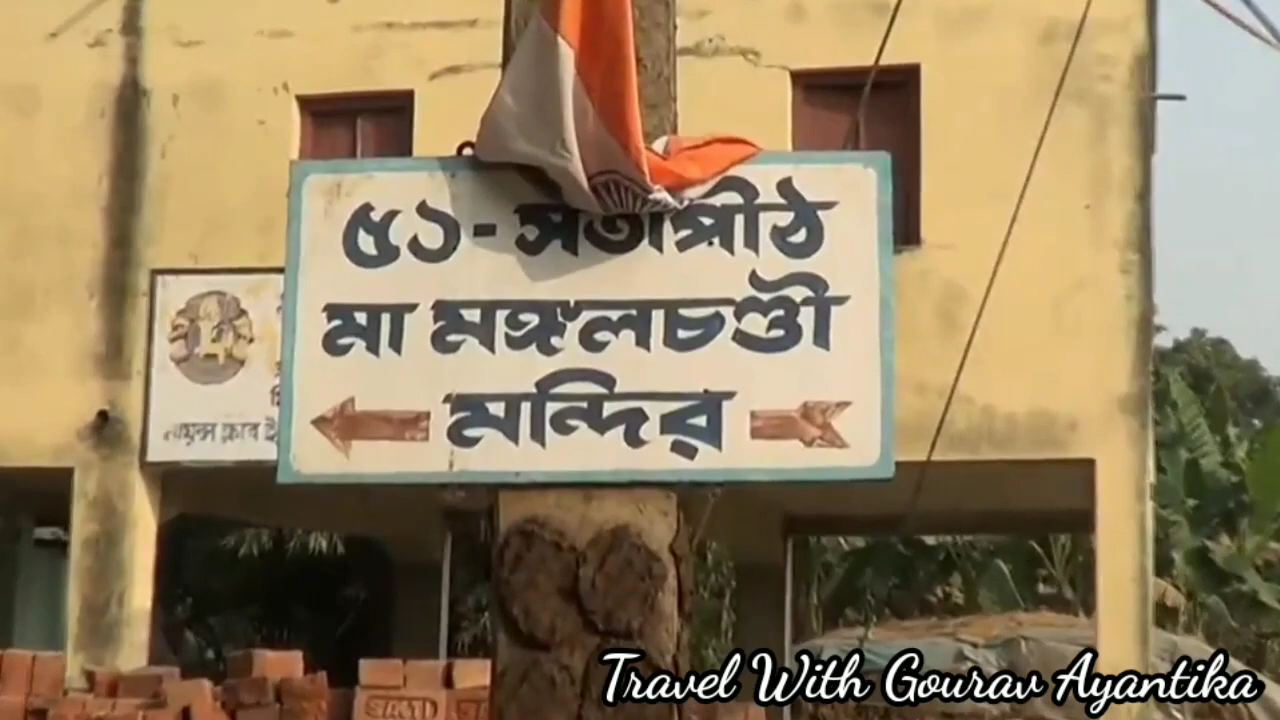 ৫১- সতীপীঠ
মা মঙ্গলচণ্ডী
মন্দির
ক্লাব
Travel With Gourav Ayantika